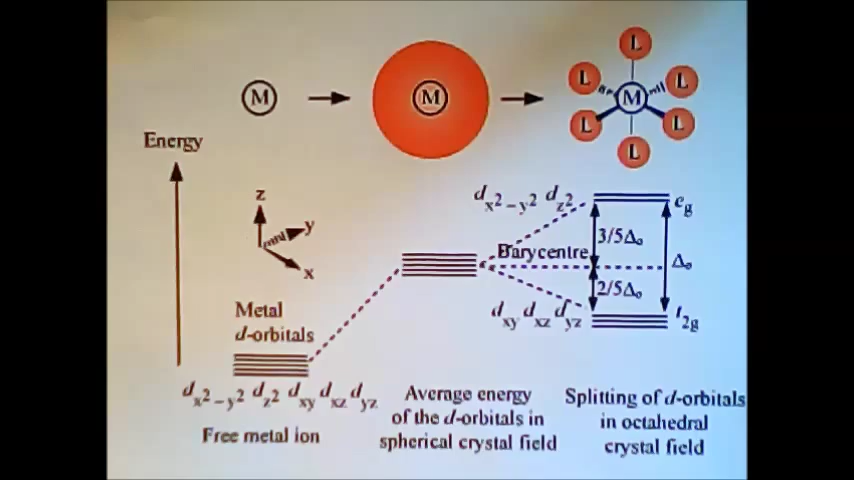 M
M
L
L
L
M
L
L
L
Energy
z
y
x
dx2 – y2 dz2
eg
3/5Δo
Barycentre
Δo
2/5Δo
dxy dxz dyz
t2g
Metal
d-orbitals
dx2 – y2 dz2 dxy dxz dyz
Free metal ion
Average energy
of the d-orbitals in
spherical crystal field
Splitting of d-orbitals
in octahedral
crystal field